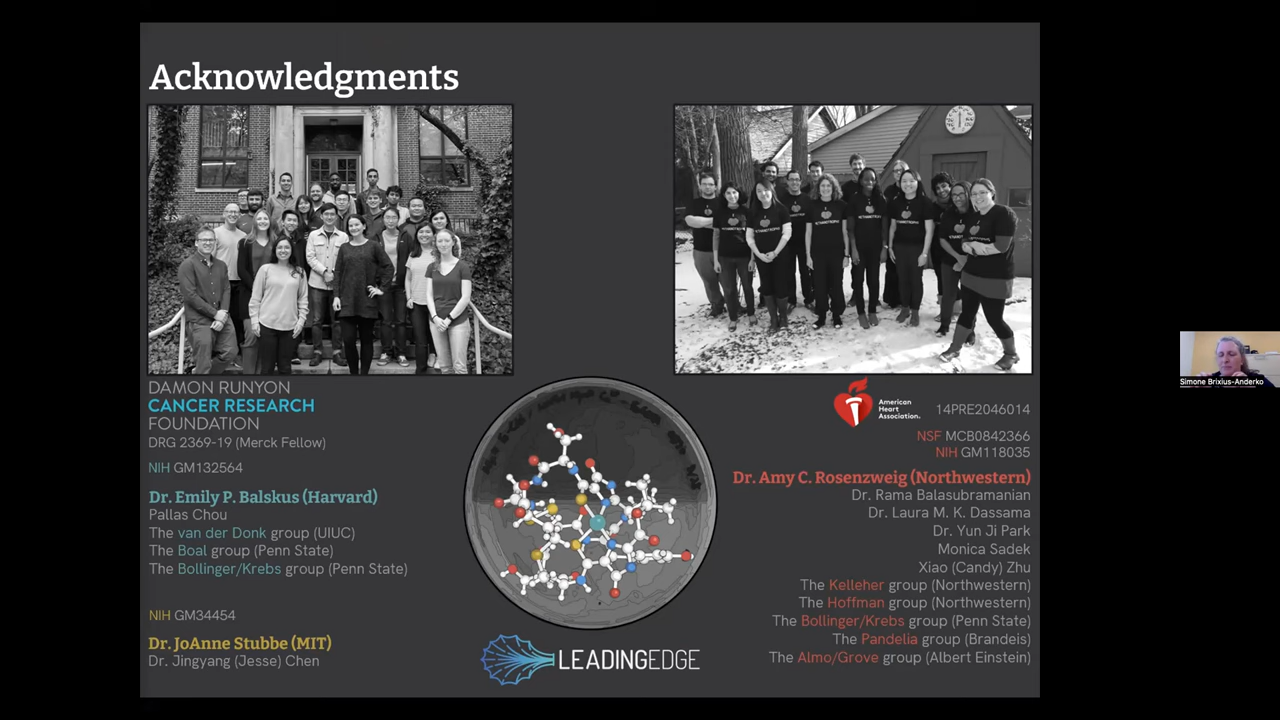 Acknowledgments
DAMON RUNYON
CANCER RESEARCH
FOUNDATION
DRG 2369-19 (Merck Fellow)
NIH GM132564
Dr. Emily P. Balskus (Harvard)
Pallas Chou
The van der Donk group (UIUC)
The Boal group (Penn State)
The Bollinger/Krebs group (Penn State)
NIH GM34454
Dr. JoAnne Stubbe (MIT)
Dr. Jingyang (Jesse) Chen
LEADINGEDGE
American
Heart
Association.
14PRE2046014
NSF MCB0842366
NIH GM118035
Dr. Amy C. Rosenzweig (Northwestern)
Dr. Rama Balasubramanian
Dr. Laura M. K. Dassama
Dr. Yun Ji Park
Monica Sadek
Xiao (Candy) Zhu
The Kelleher group (Northwestern)
The Hoffman group (Northwestern)
The Bollinger/Krebs group (Penn State)
The Pandelia group (Brandeis)
The Almo/Grove group (Albert Einstein)
Simone Brixius-Anderko